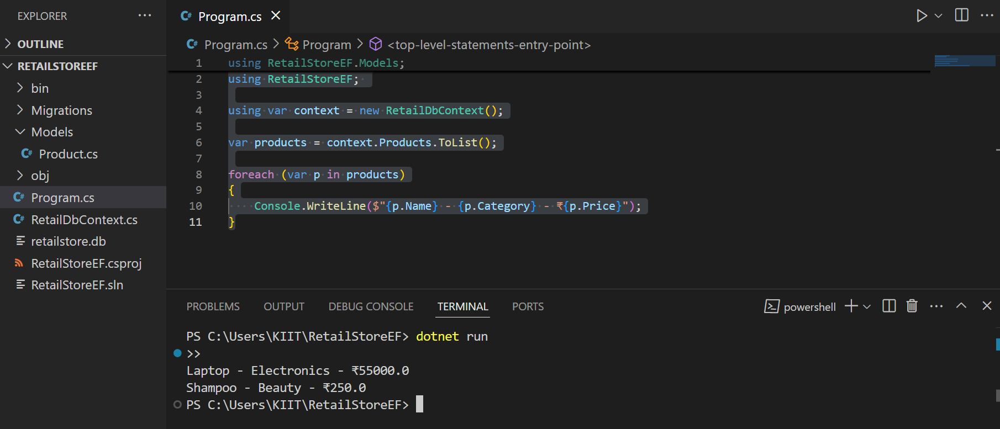 EXPLORER
OUTLINE
RETAILSTOREEF
bin
Migrations
Models
C# Product.cs
obj
C# Program.cs
C# RetailDbContext.cs
retailstore.db
RetailStoreEF.csproj
RetailStoreEF.sln
C# Program.cs
C# Program.cs > Program > <top-level-statements-entry-point>
1 using RetailStoreEF.Models;
2 using RetailStoreEF;
3
4 using var context = new RetailDbContext();
5
6 var products = context.Products.ToList();
7
8 foreach (var p in products)
9 {
10     Console.WriteLine($"{p.Name} - {p.Category} - ₹{p.Price}");
11 }
PROBLEMS OUTPUT DEBUG CONSOLE TERMINAL PORTS
powershell
PS C:\Users\KIIT\RetailStoreEF> dotnet run
>>
Laptop - Electronics - ₹55000.0
Shampoo - Beauty - ₹250.0
PS C:\Users\KIIT\RetailStoreEF>